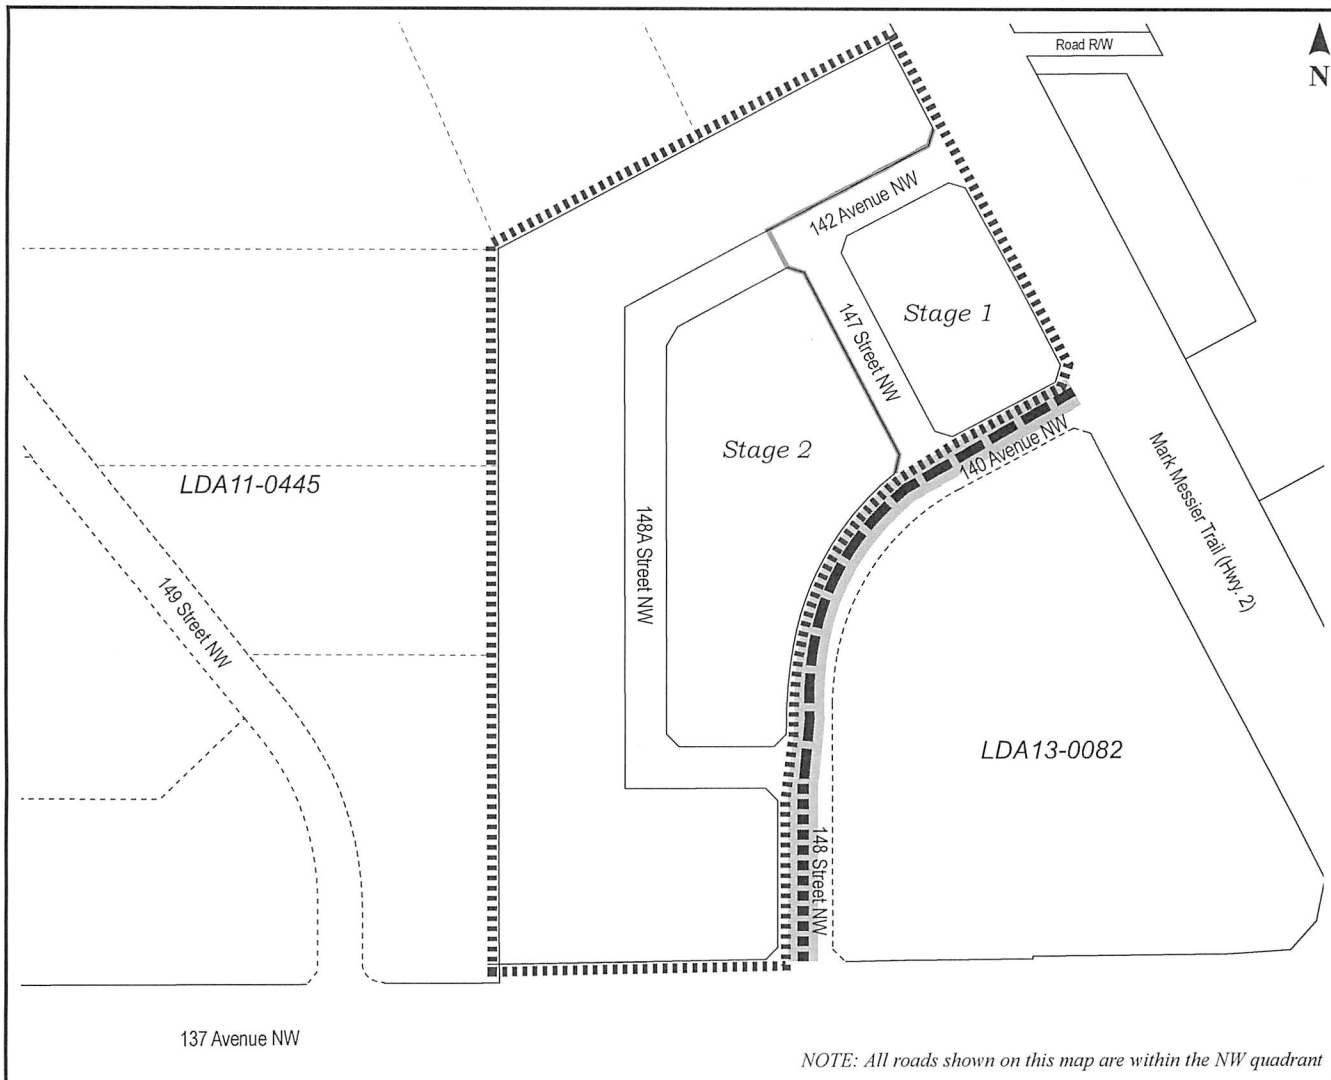 Road R/W
N
142 Avenue NW
Stage 1
147 Street NW
Stage 2
140 Avenue NW
Mark Messier Trail (Hwy. 2)
LDA11-0445
148A Street NW
149 Street NW
LDA13-0082
148 Street NW
137 Avenue NW
NOTE: All roads shown on this map are within the NW quadrant